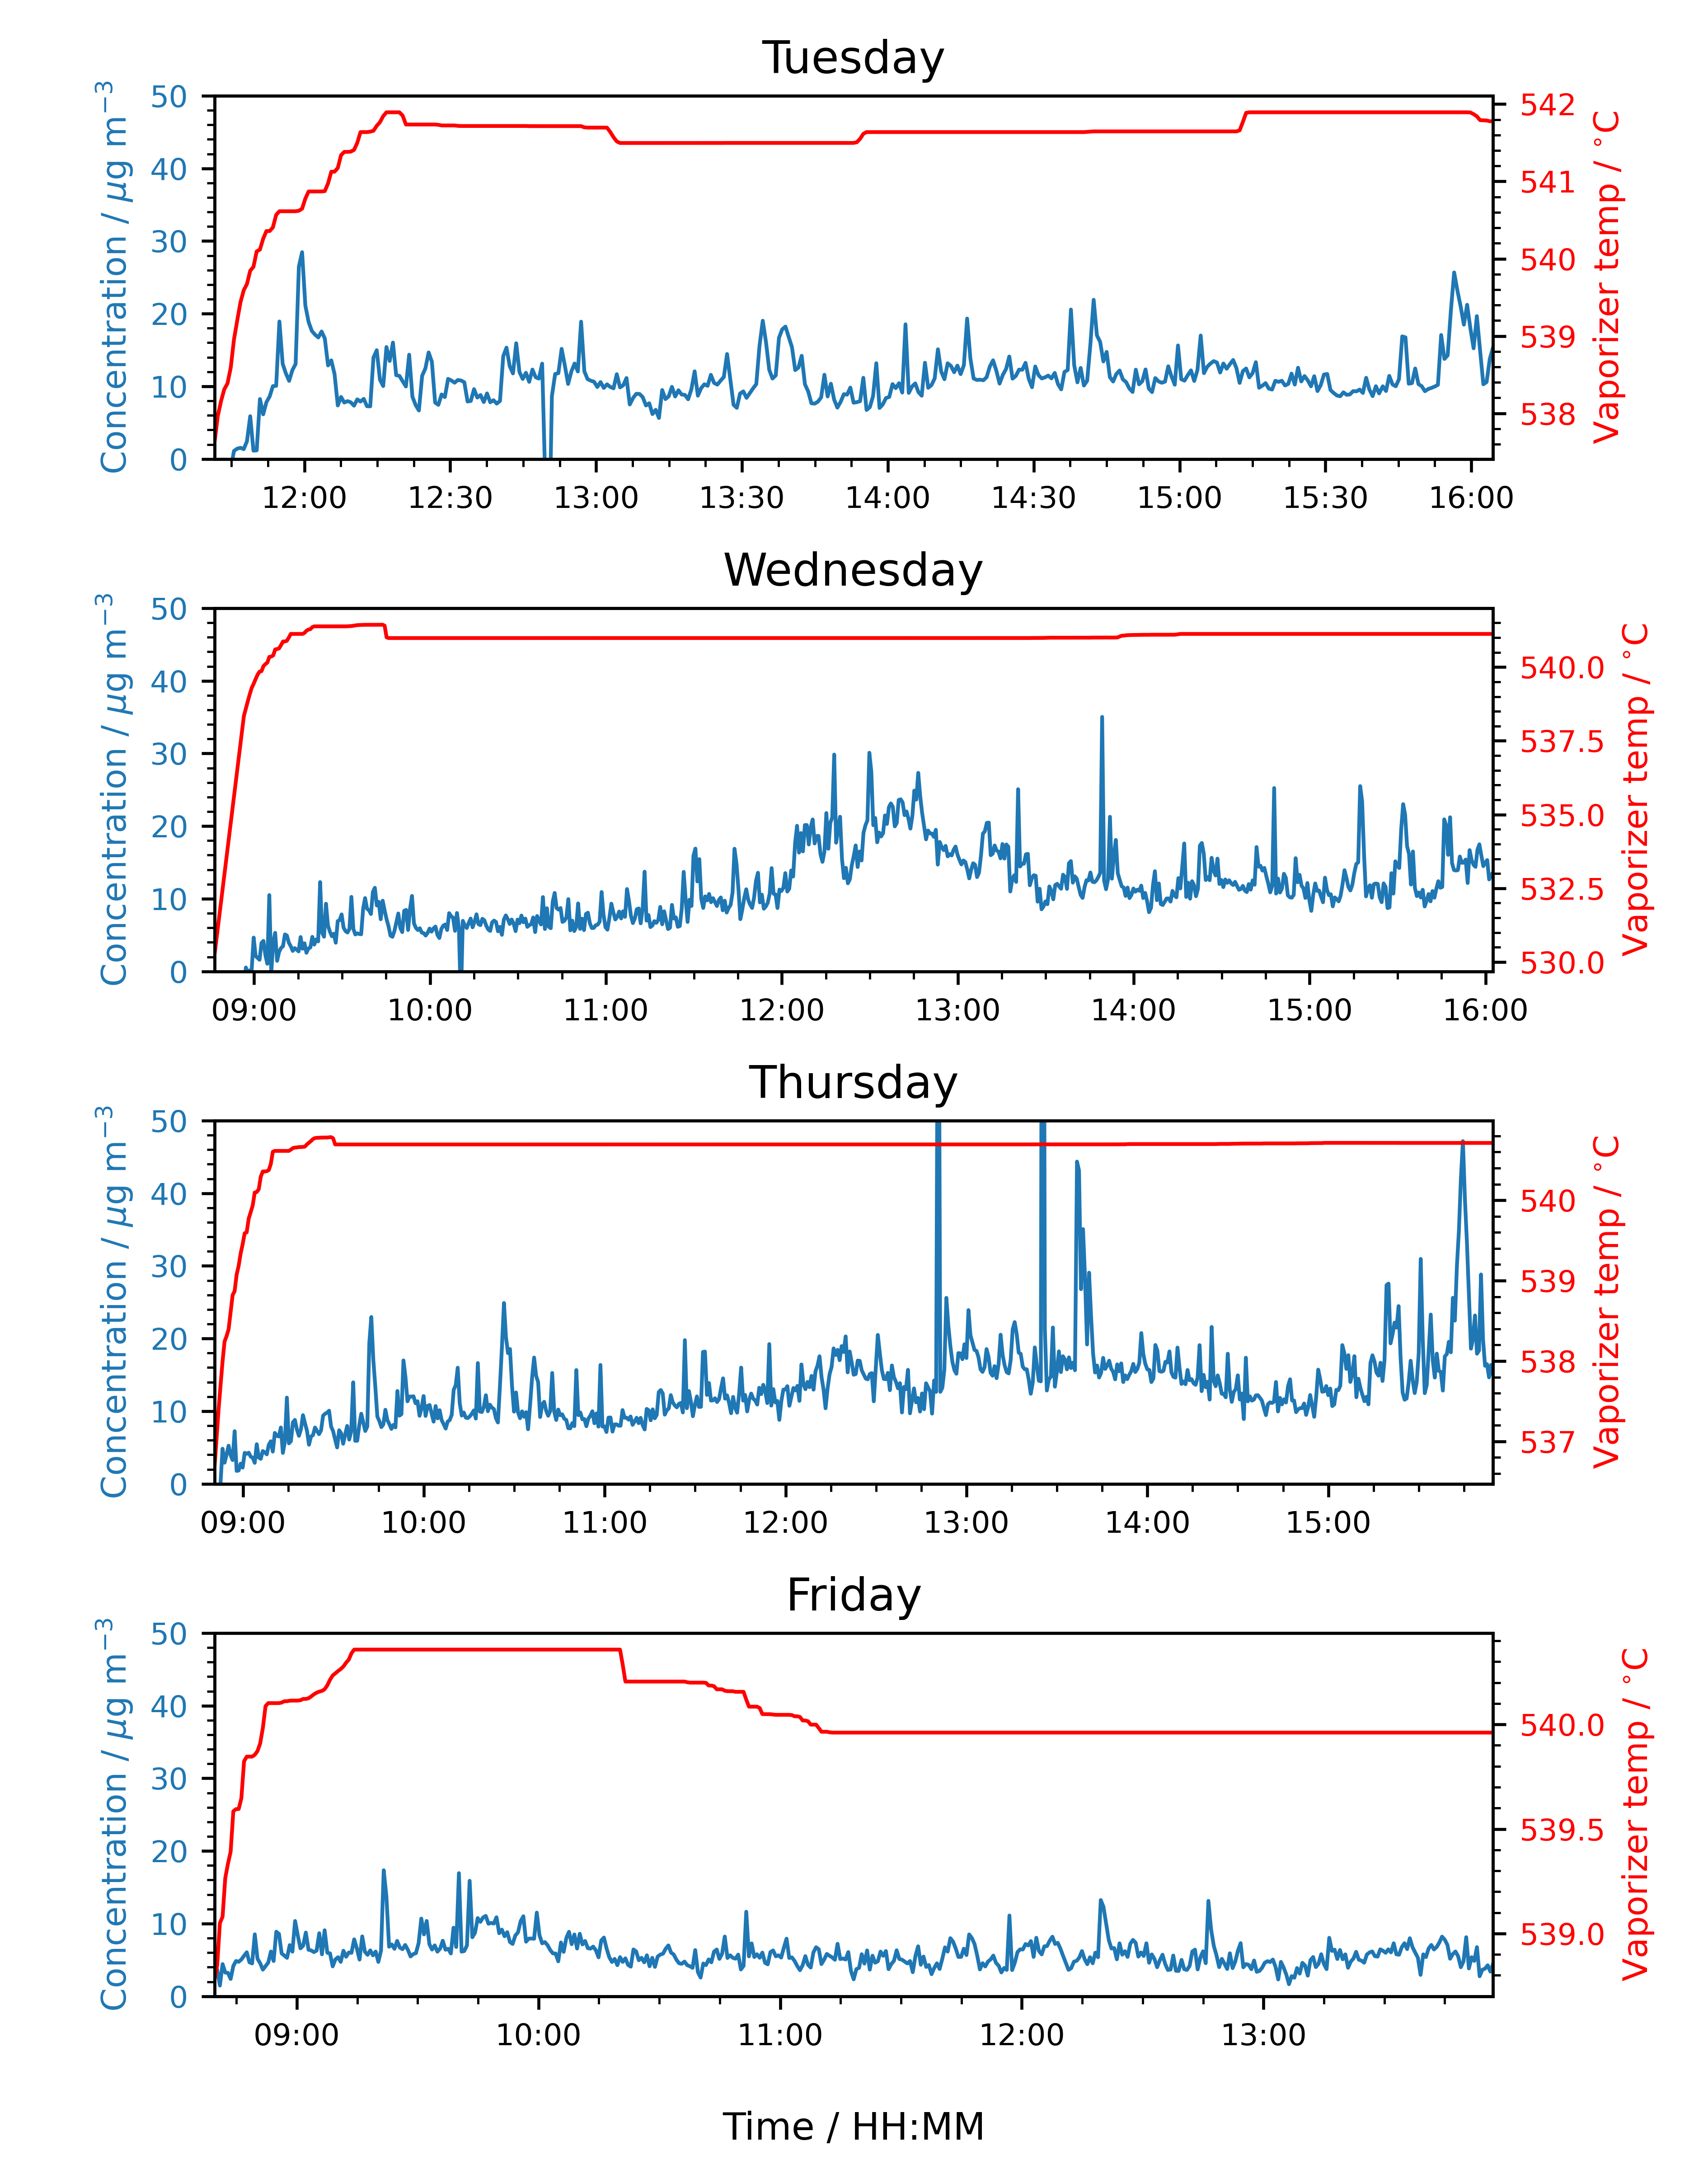 Tuesday
Concentration / μg m⁻³
50
40
30
20
10
0
542
541
540
539
538
Vaporizer temp / °C
12:00 12:30 13:00 13:30 14:00 14:30 15:00 15:30 16:00
Wednesday
Concentration / μg m⁻³
50
40
30
20
10
0
540.0
537.5
535.0
532.5
530.0
Vaporizer temp / °C
09:00 10:00 11:00 12:00 13:00 14:00 15:00 16:00
Thursday
Concentration / μg m⁻³
50
40
30
20
10
0
540
539
538
537
Vaporizer temp / °C
09:00 10:00 11:00 12:00 13:00 14:00 15:00
Friday
Concentration / μg m⁻³
50
40
30
20
10
0
540.0
539.5
539.0
Vaporizer temp / °C
09:00 10:00 11:00 12:00 13:00
Time / HH:MM